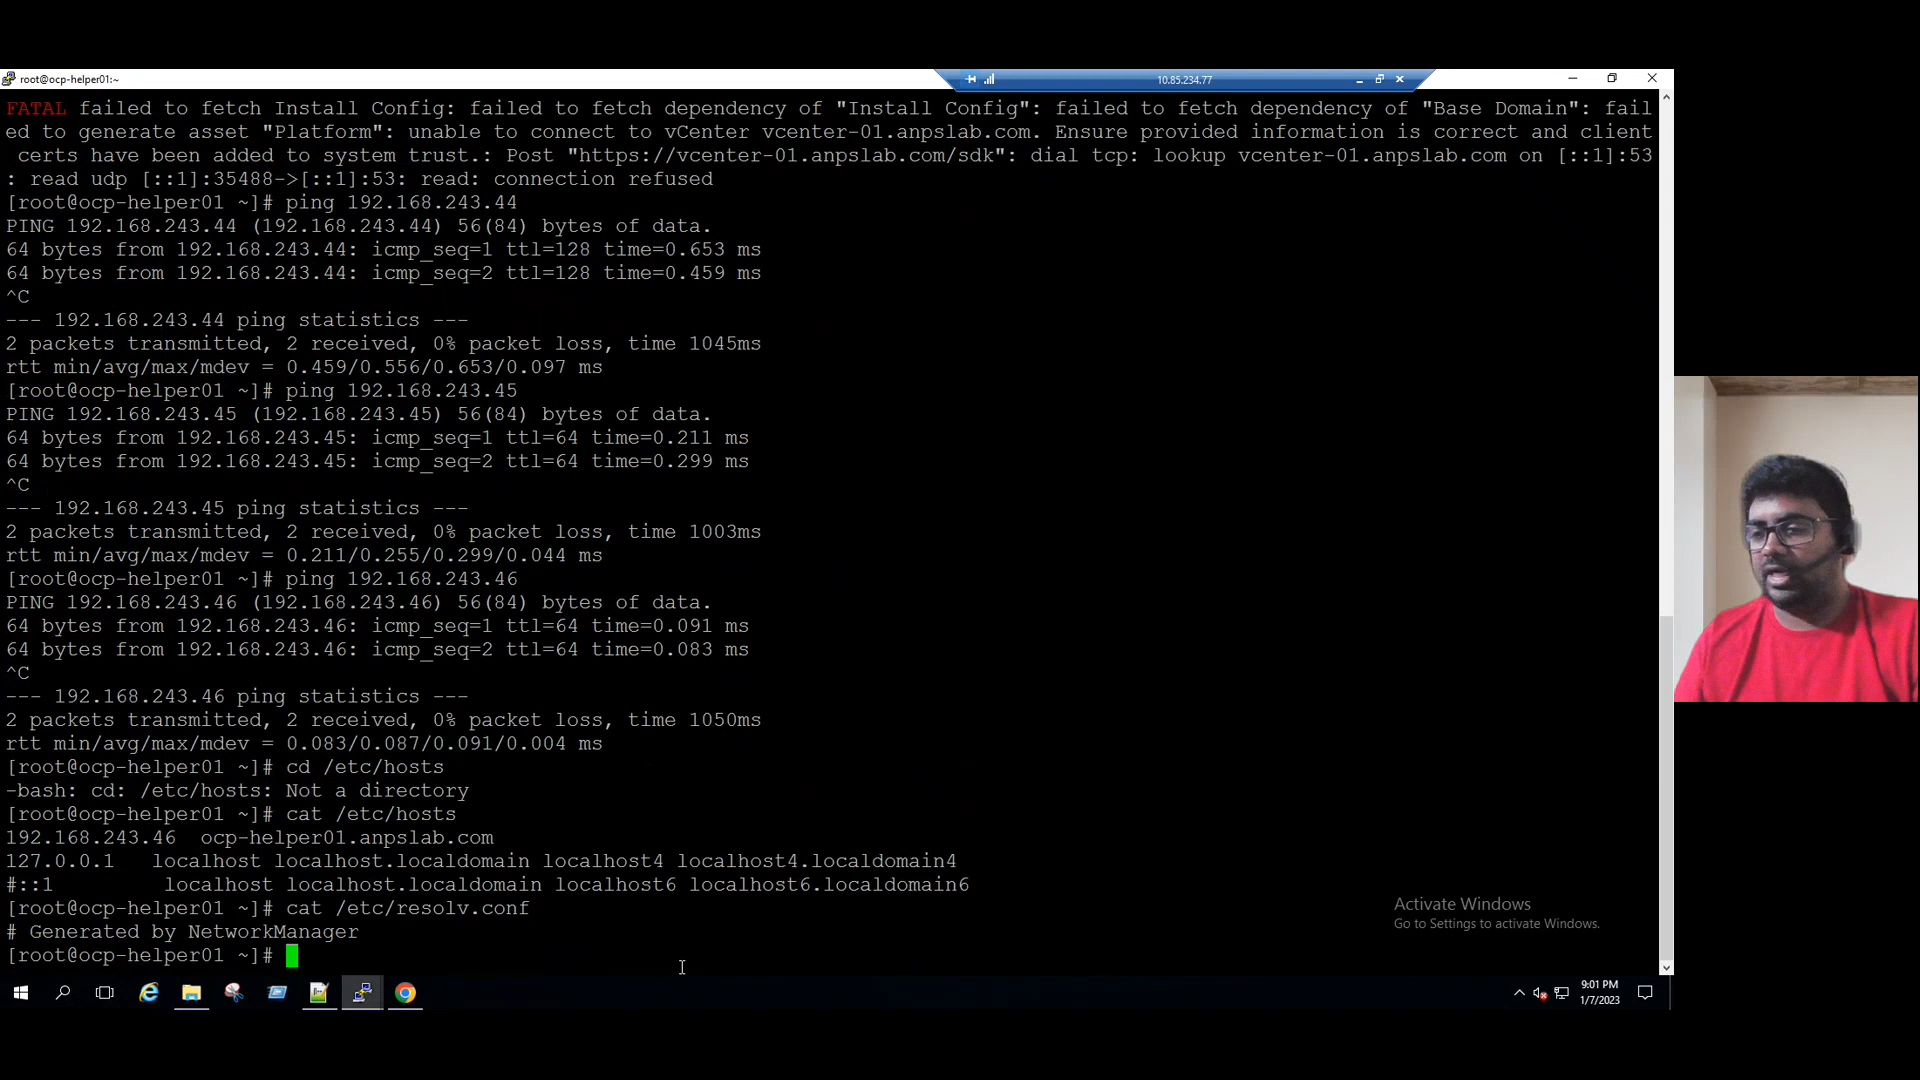 root@ocp-helper01:~
10.85.234.77
FATAL failed to fetch Install Config: failed to fetch dependency of "Install Config": failed to fetch dependency of "Base Domain": fail
ed to generate asset "Platform": unable to connect to vCenter vcenter-01.anpslab.com. Ensure provided information is correct and client
 certs have been added to system trust.: Post "https://vcenter-01.anpslab.com/sdk": dial tcp: lookup vcenter-01.anpslab.com on [::1]:53
: read udp [::1]:35488->[::1]:53: read: connection refused
[root@ocp-helper01 ~]# ping 192.168.243.44
PING 192.168.243.44 (192.168.243.44) 56(84) bytes of data.
64 bytes from 192.168.243.44: icmp_seq=1 ttl=128 time=0.653 ms
64 bytes from 192.168.243.44: icmp_seq=2 ttl=128 time=0.459 ms
^C
--- 192.168.243.44 ping statistics ---
2 packets transmitted, 2 received, 0% packet loss, time 1045ms
rtt min/avg/max/mdev = 0.459/0.556/0.653/0.097 ms
[root@ocp-helper01 ~]# ping 192.168.243.45
PING 192.168.243.45 (192.168.243.45) 56(84) bytes of data.
64 bytes from 192.168.243.45: icmp_seq=1 ttl=64 time=0.211 ms
64 bytes from 192.168.243.45: icmp_seq=2 ttl=64 time=0.299 ms
^C
--- 192.168.243.45 ping statistics ---
2 packets transmitted, 2 received, 0% packet loss, time 1003ms
rtt min/avg/max/mdev = 0.211/0.255/0.299/0.044 ms
[root@ocp-helper01 ~]# ping 192.168.243.46
PING 192.168.243.46 (192.168.243.46) 56(84) bytes of data.
64 bytes from 192.168.243.46: icmp_seq=1 ttl=64 time=0.091 ms
64 bytes from 192.168.243.46: icmp_seq=2 ttl=64 time=0.083 ms
^C
--- 192.168.243.46 ping statistics ---
2 packets transmitted, 2 received, 0% packet loss, time 1050ms
rtt min/avg/max/mdev = 0.083/0.087/0.091/0.004 ms
[root@ocp-helper01 ~]# cd /etc/hosts
-bash: cd: /etc/hosts: Not a directory
[root@ocp-helper01 ~]# cat /etc/hosts
192.168.243.46  ocp-helper01.anpslab.com
127.0.0.1   localhost localhost.localdomain localhost4 localhost4.localdomain4
#::1         localhost localhost.localdomain localhost6 localhost6.localdomain6
[root@ocp-helper01 ~]# cat /etc/resolv.conf
# Generated by NetworkManager
[root@ocp-helper01 ~]#
Activate Windows
Go to Settings to activate Windows.
9:01 PM
1/7/2023